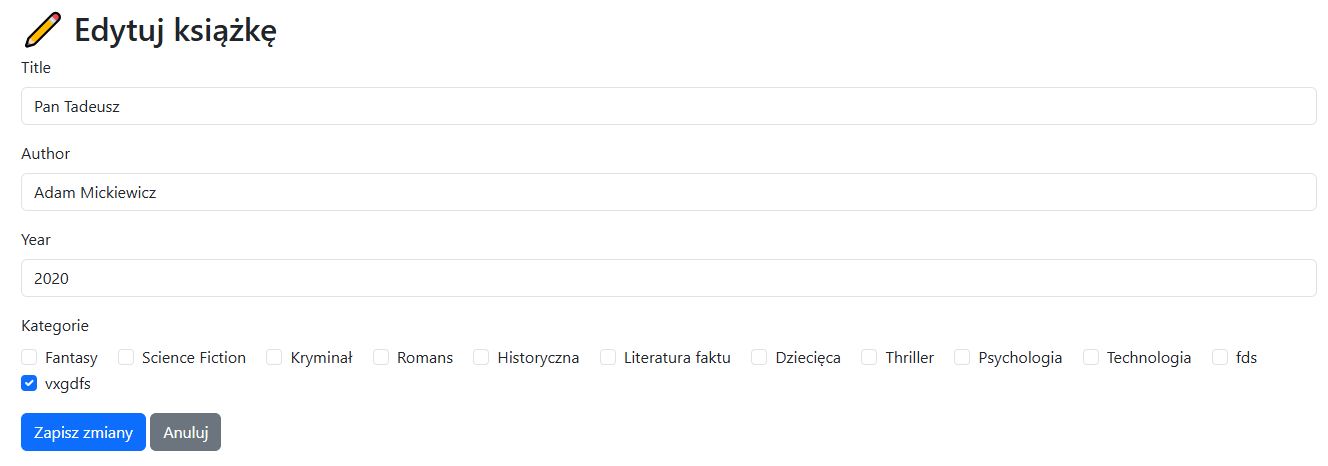 Edytuj książkę
Title
Pan Tadeusz
Author
Adam Mickiewicz
Year
2020
Kategorie
Fantasy Science Fiction Kryminał Romans Historyczna Literatura faktu Dziecięca Thriller Psychologia Technologia fds
vxgdfs
Zapisz zmiany Anuluj